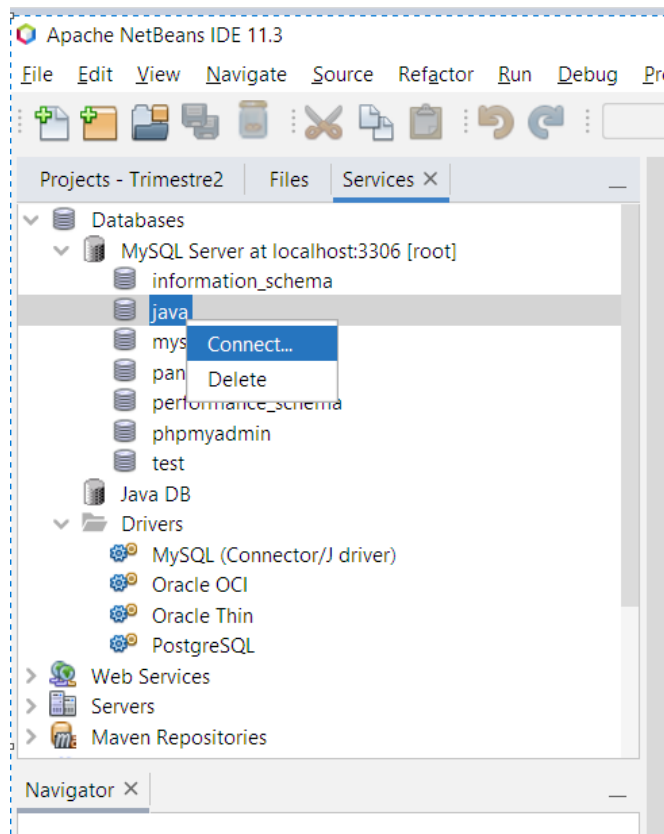 Apache NetBeans IDE 11.3
File Edit View Navigate Source Refactor Run Debug
Projects - Trimestre2 Files Services
Databases
MySQL Server at localhost:3306 [root]
information_schema
java
Connect...
Delete
performance_schema
phpmyadmin
test
Java DB
Drivers
MySQL (Connector/J driver)
Oracle OCI
Oracle Thin
PostgreSQL
Web Services
Servers
Maven Repositories
Navigator